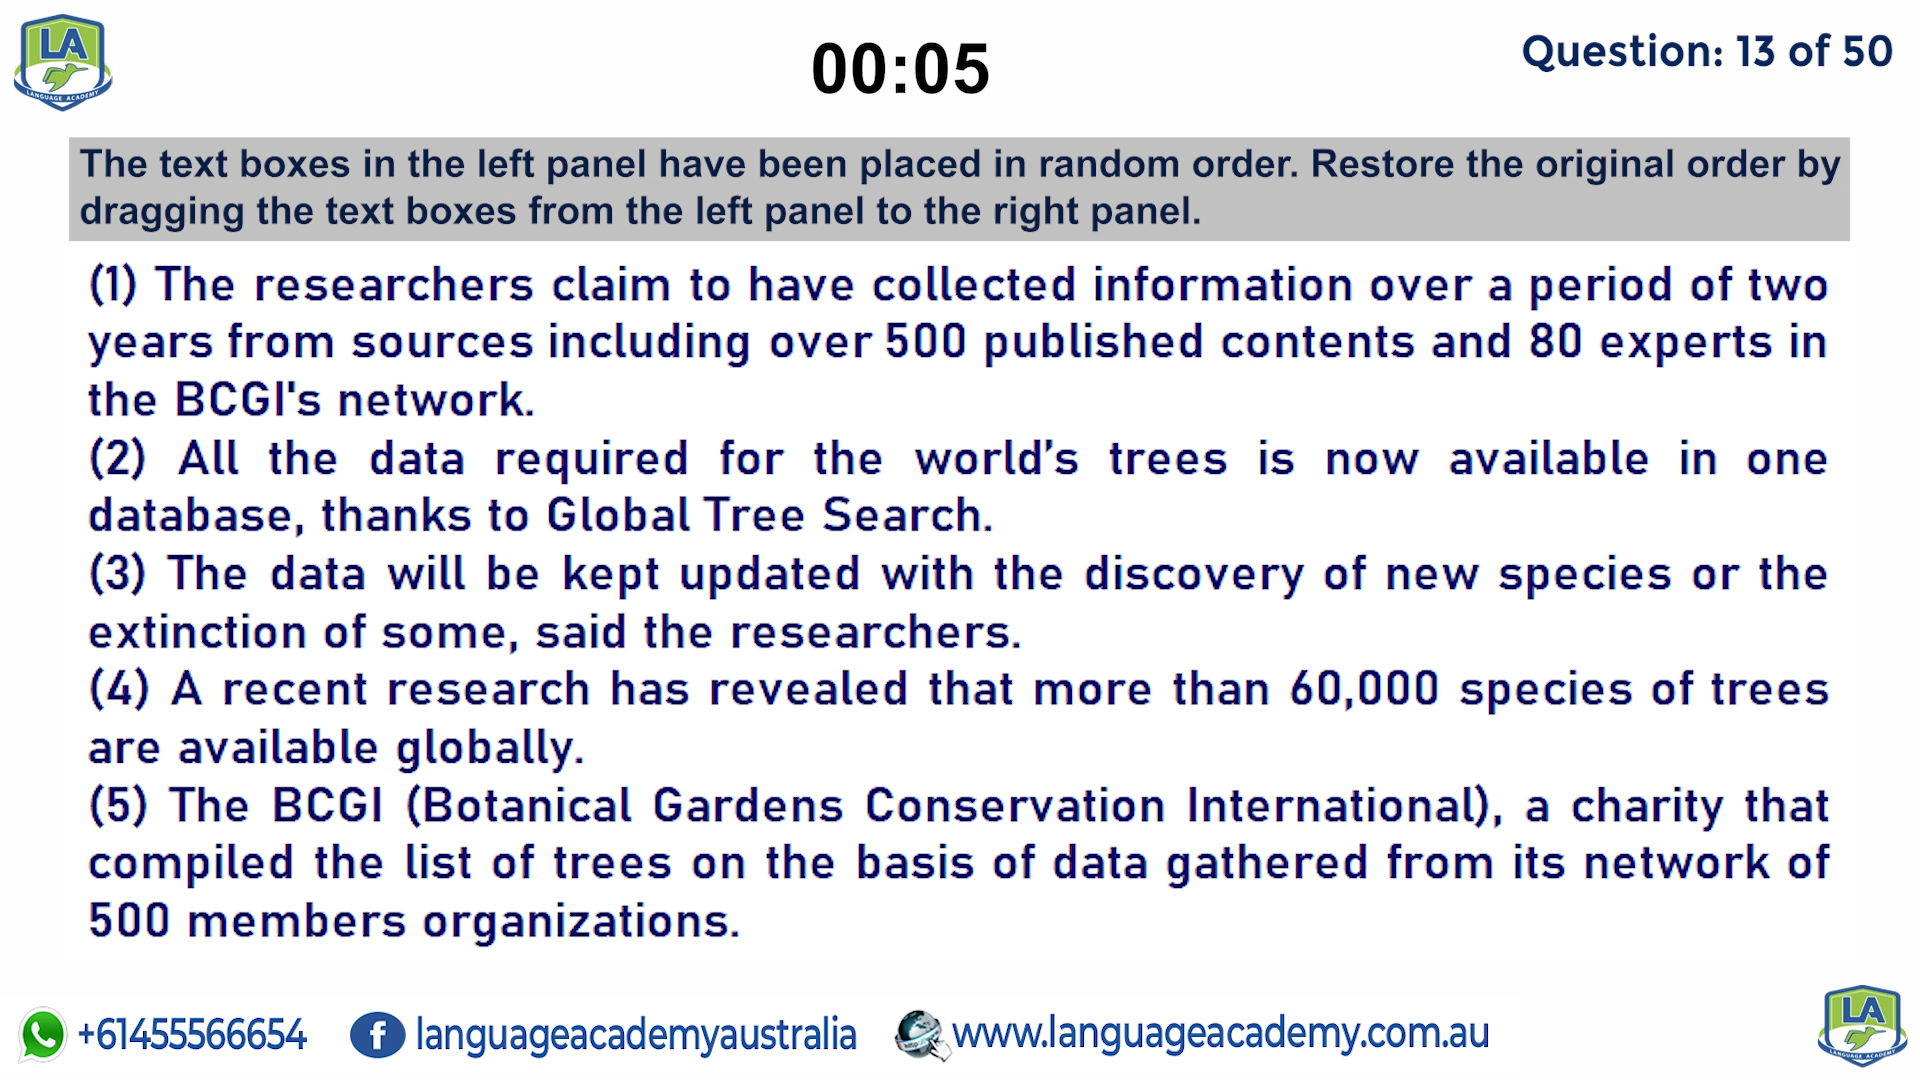 LA
LANGUAGE ACADEMY
00:05
Question: 13 of 50
The text boxes in the left panel have been placed in random order. Restore the original order by
dragging the text boxes from the left panel to the right panel.
(1) The researchers claim to have collected information over a period of two
years from sources including over 500 published contents and 80 experts in
the BCGI's network.
(2) All the data required for the world’s trees is now available in one
database, thanks to Global Tree Search.
(3) The data will be kept updated with the discovery of new species or the
extinction of some, said the researchers.
(4) A recent research has revealed that more than 60,000 species of trees
are available globally.
(5) The BCGI (Botanical Gardens Conservation International), a charity that
compiled the list of trees on the basis of data gathered from its network of
500 members organizations.
+61455566654
f languageacademyaustralia
http://
www.languageacademy.com.au
LA
LANGUAGE ACADEMY